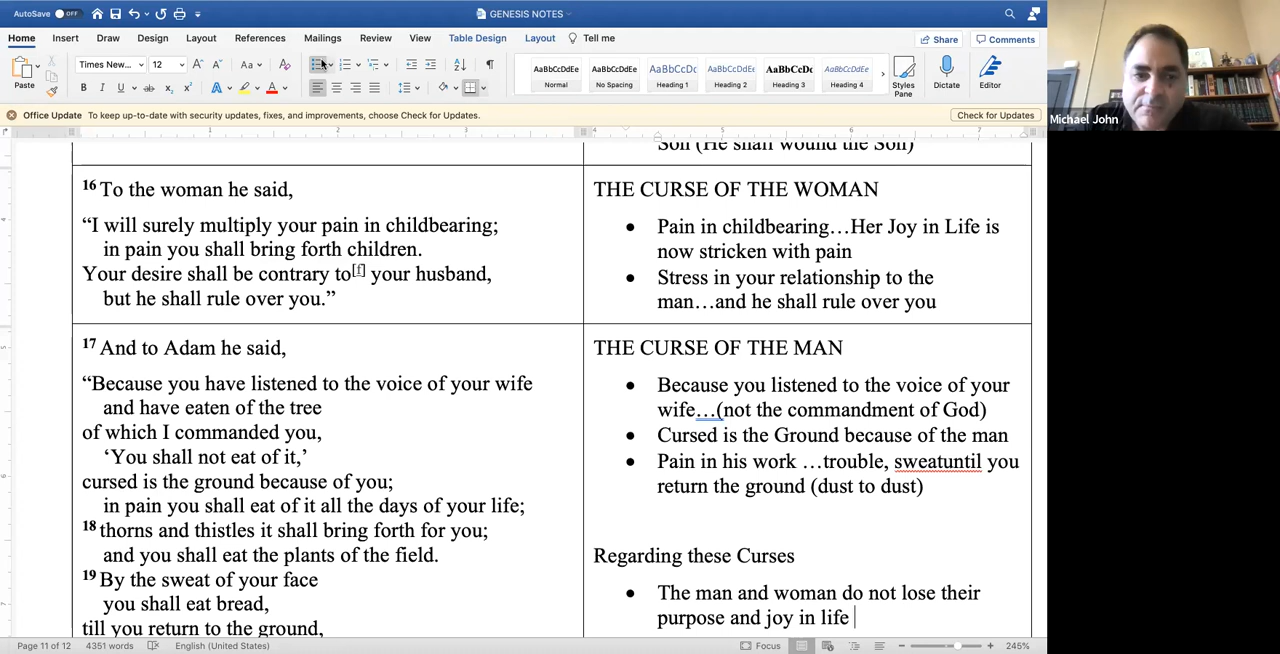 AutoSave OFF
GENESIS NOTES
Home Insert Draw Design Layout References Mailings Review View Table Design Layout Tell me
Share Comments
Paste
Times New... 12
Aa
B I U ab x₂ x² A A
AaBbCcDdEe AaBbCcDdEe AaBbCcDc AaBbCcDdEe AaBbCcDc AaBbCcDdEe
Normal No Spacing Heading 1 Heading 2 Heading 3 Heading 4
Styles Pane
Dictate
Editor
Office Update To keep up-to-date with security updates, fixes, and improvements, choose Check for Updates.
Check for Updates
Michael John
1 2 3 4 5 6 7
Son (He shall wound the Son)
16 To the woman he said,
“I will surely multiply your pain in childbearing;
in pain you shall bring forth children.
Your desire shall be contrary to[f] your husband,
but he shall rule over you.”
THE CURSE OF THE WOMAN
• Pain in childbearing…Her Joy in Life is
now stricken with pain
• Stress in your relationship to the
man…and he shall rule over you
17 And to Adam he said,
“Because you have listened to the voice of your wife
and have eaten of the tree
of which I commanded you,
‘You shall not eat of it,’
cursed is the ground because of you;
in pain you shall eat of it all the days of your life;
18 thorns and thistles it shall bring forth for you;
and you shall eat the plants of the field.
19 By the sweat of your face
you shall eat bread,
till you return to the ground,
THE CURSE OF THE MAN
• Because you listened to the voice of your
wife…(not the commandment of God)
• Cursed is the Ground because of the man
• Pain in his work …trouble, sweatuntil you
return the ground (dust to dust)
Regarding these Curses
• The man and woman do not lose their
purpose and joy in life
Page 11 of 12 4351 words English (United States)
Focus
245%